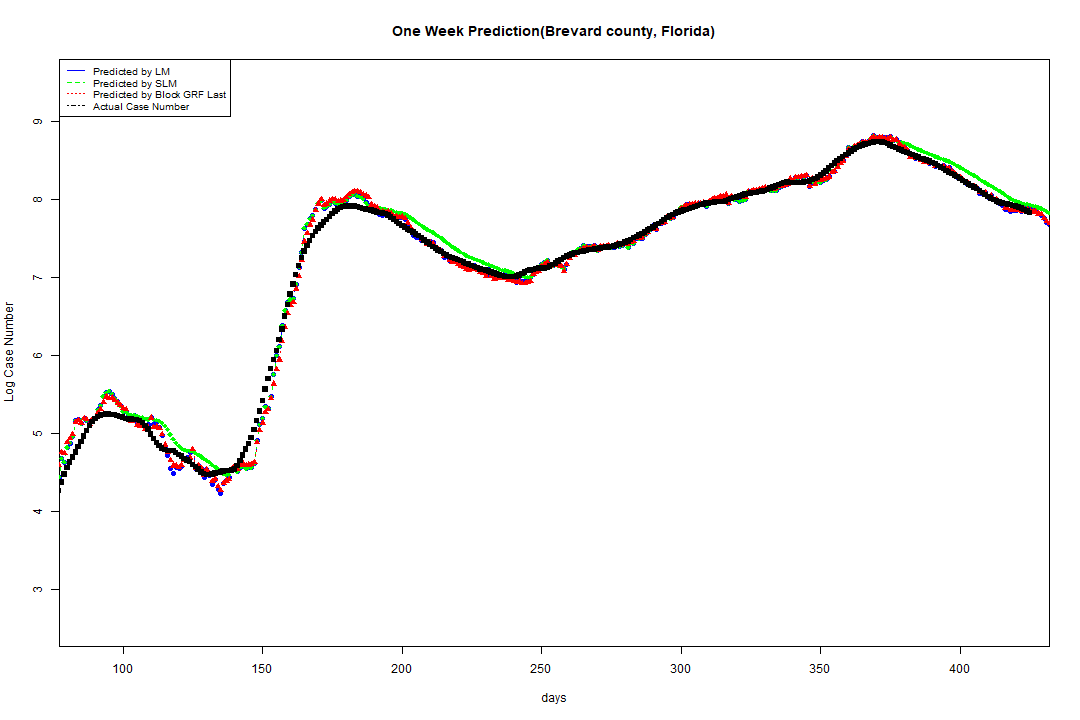 One Week Prediction(Brevard county, Florida)
Predicted by LM
Predicted by SLM
Predicted by Block GRF Last
Actual Case Number
Log Case Number
9
8
7
6
5
4
3
100 150 200 250 300 350 400
days